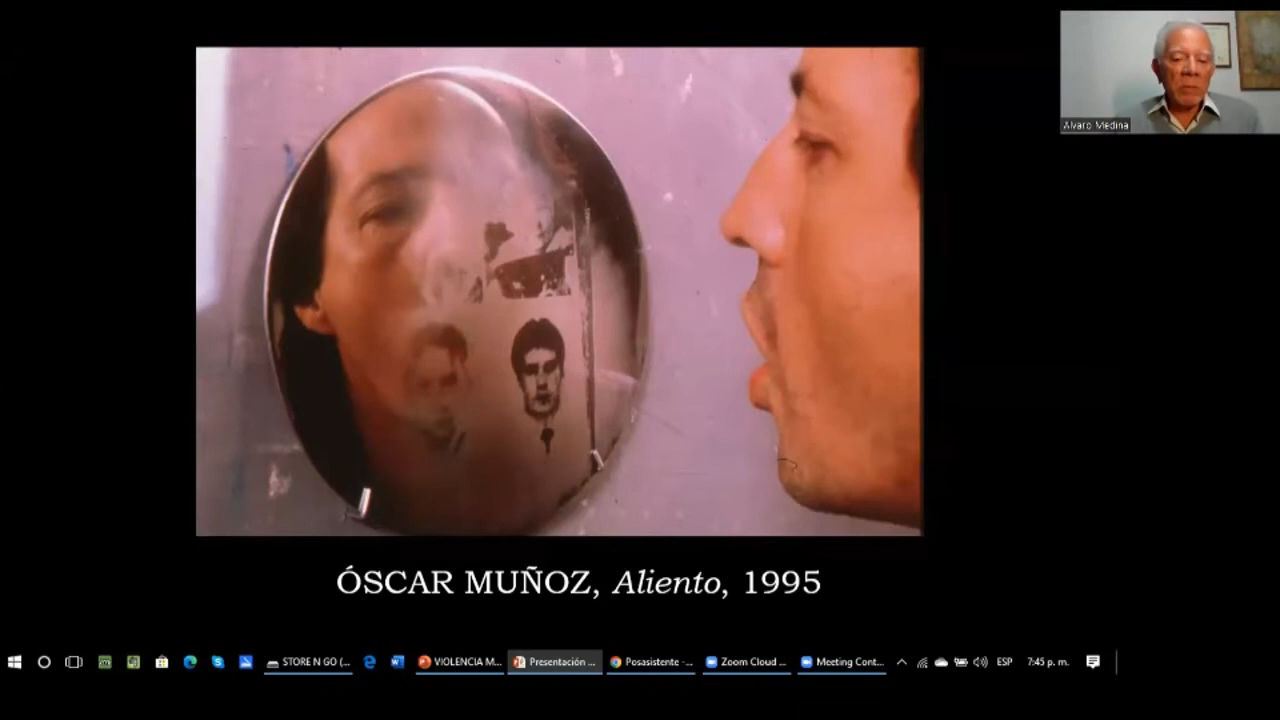 Alvaro Medina
ÓSCAR MUÑOZ, Aliento, 1995
STORE N GO (...
VIOLENCIA M...
Presentación ...
Posasistente -...
Zoom Cloud ...
Meeting Cont...
ESP
7:45 p. m.